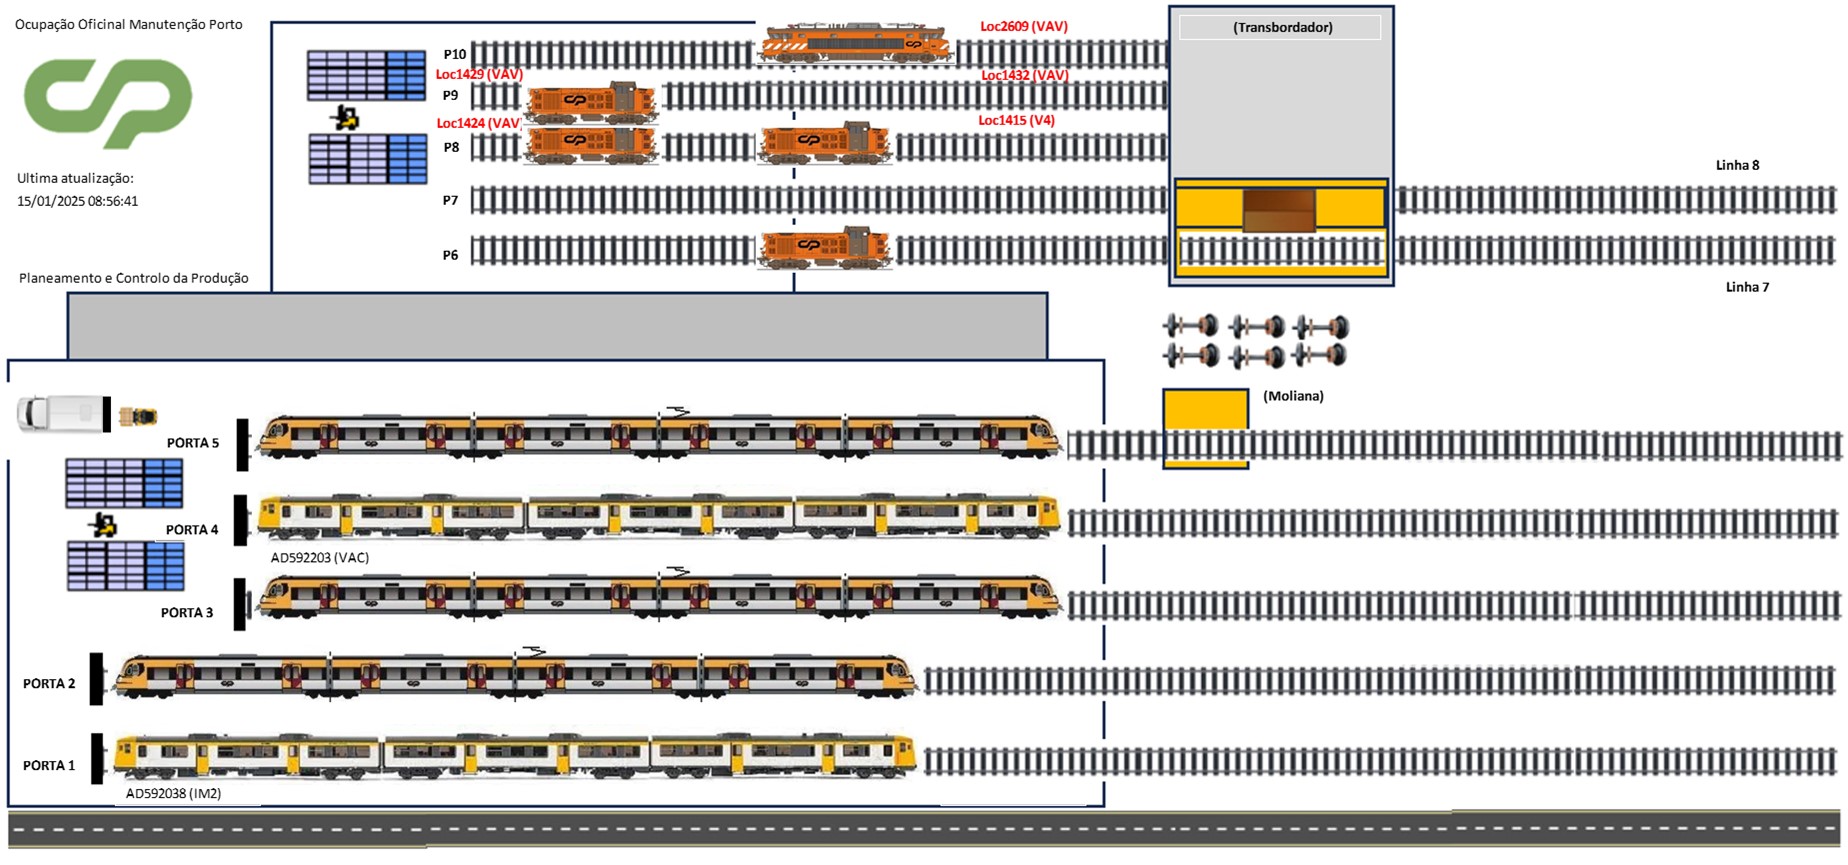 Ocupação Oficinal Manutenção Porto
Ultima atualização:
15/01/2025 08:56:41
Planeamento e Controlo da Produção
P10
Loc2609 (VAV)
(Transbordador)
Loc1429 (VAV)
Loc1432 (VAV)
P9
Loc1424 (VAV)
Loc1415 (V4)
P8
P7
Linha 8
P6
Linha 7
(Moliana)
PORTA 5
PORTA 4
AD592203 (VAC)
PORTA 3
PORTA 2
PORTA 1
AD592038 (IM2)